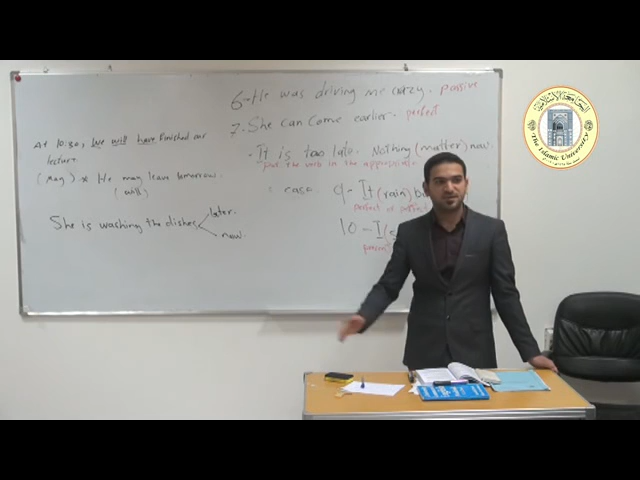 6- He was driving me crazy. passive
7. She can come earlier. perfect
At 10:30, we will have finished our
lecture.
(May) * He may leave tomorrow.
(will)
- It is too late. Nothing (matter) now.
put the verb in the appropriate
= case
9- It (rain)
perfect
She is washing the dishes
later.
now.
10- I
present
الجامعة الإسلامية
The Islamic University